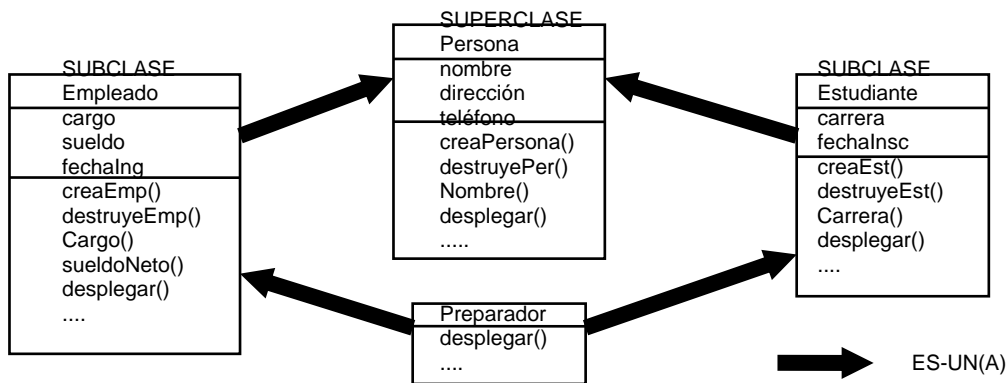 SUPERCLASE
Persona
nombre
dirección
teléfono
creaPersona()
destruyePer()
Nombre()
desplegar()
.....
SUBCLASE
Empleado
cargo
sueldo
fechaIng
creaEmp()
destruyeEmp()
Cargo()
sueldoNeto()
desplegar()
....
SUBCLASE
Estudiante
carrera
fechaInsc
creaEst()
destruyeEst()
Carrera()
desplegar()
....
Preparador
desplegar()
....
ES-UN(A)